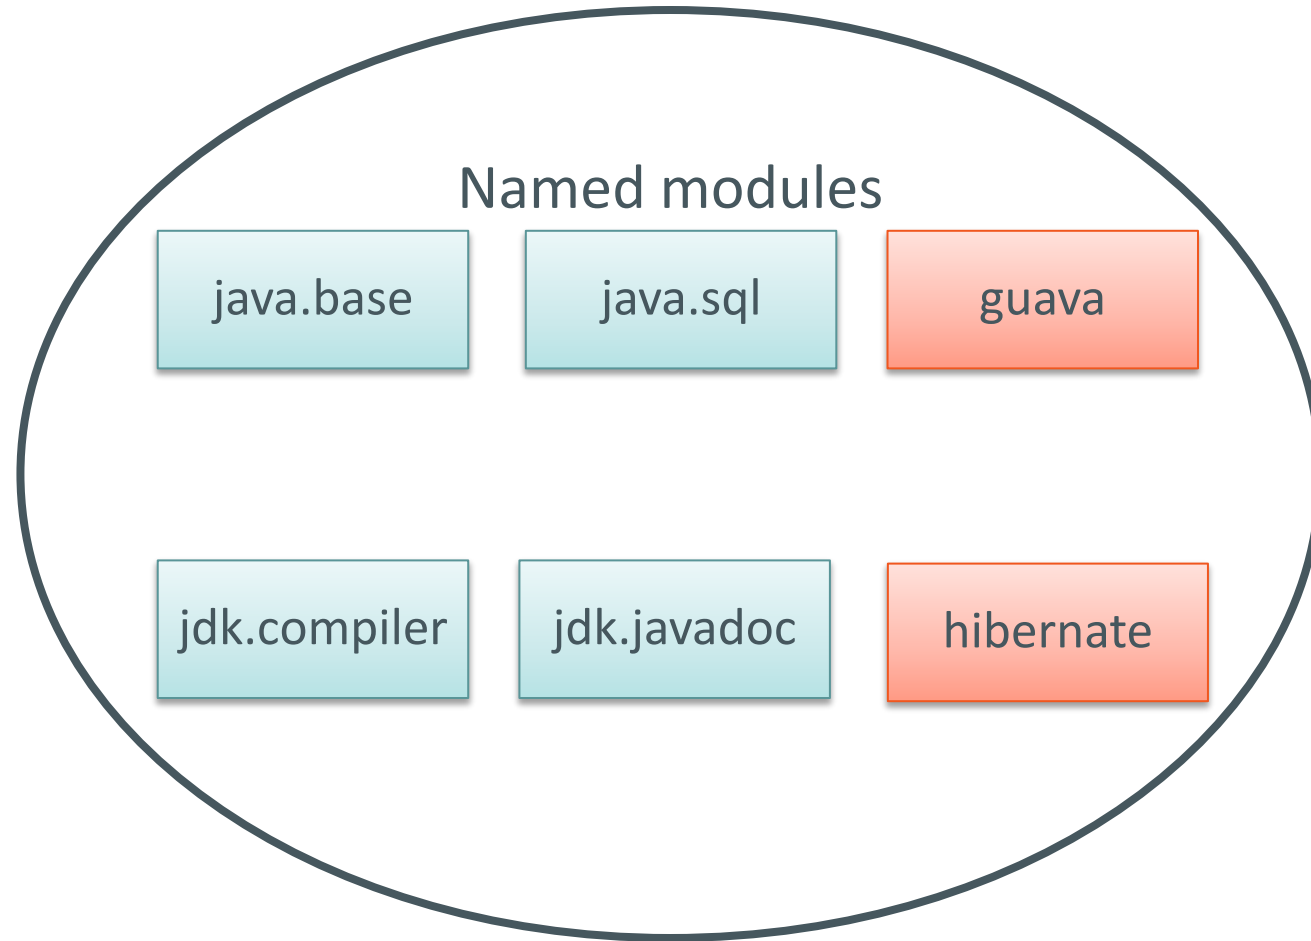 Named modules
java.base
java.sql
guava
jdk.compiler
jdk.javadoc
hibernate